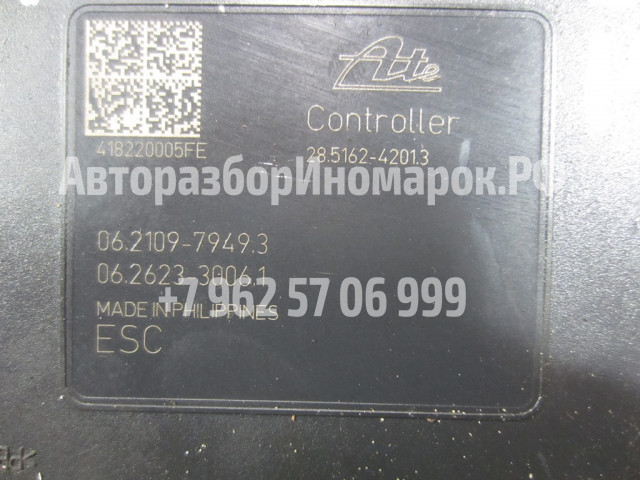 Ate
Controller
418220005FE
28.5162-4201.3
АвторазборИномарок.РФ
06.2109-7949.3
06.2623-3006.1
+7 962 57 06 999
MADE IN PHILIPPINES
ESC